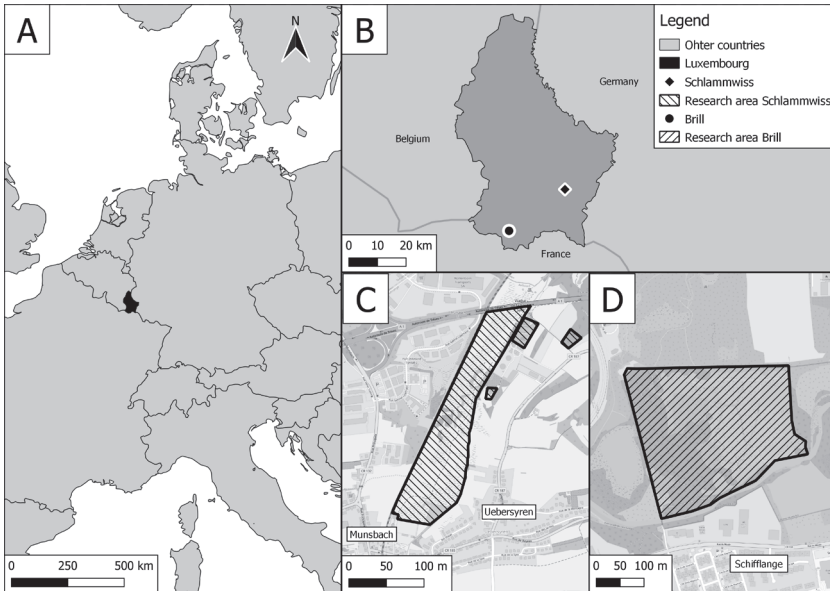 A
N
0 250 500 km
B
Germany
Belgium
France
0 10 20 km
Legend
Ohter countries
Luxembourg
Schlammwiss
Research area Schlammwiss
Brill
Research area Brill
C
Uebersyren
Munsbach
0 50 100 m
D
Schifflange
0 50 100 m